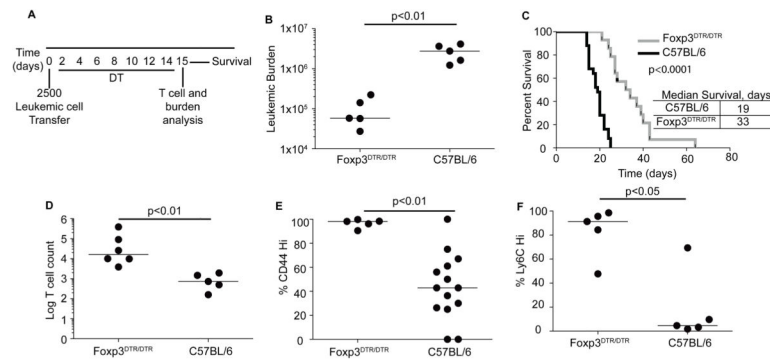 A
Time
(days)
0 2 4 6 8 10 12 14 15 Survival
DT
2500
Leukemic cell
Transfer
T cell and
burden
analysis
B
p<0.01
Leukemic Burden
1x10⁷
1x10⁶
1x10⁵
1x10⁴
Foxp3ᴰᵀᴿ/ᴰᵀᴿ C57BL/6
C
Foxp3ᴰᵀᴿ/ᴰᵀᴿ
C57BL/6
p<0.0001
Median Survival, days
C57BL/6 19
Foxp3ᴰᵀᴿ/ᴰᵀᴿ 33
Percent Survival
100
80
60
40
20
0
0 20 40 60 80
Time (days)
D
p<0.01
Log T cell count
6
5
4
3
2
1
0
Foxp3ᴰᵀᴿ/ᴰᵀᴿ C57BL/6
E
p<0.01
% CD44 Hi
100
80
60
40
20
0
Foxp3ᴰᵀᴿ/ᴰᵀᴿ C57BL/6
F
p<0.05
% Ly6C Hi
100
80
60
40
20
0
Foxp3ᴰᵀᴿ/ᴰᵀᴿ C57BL/6